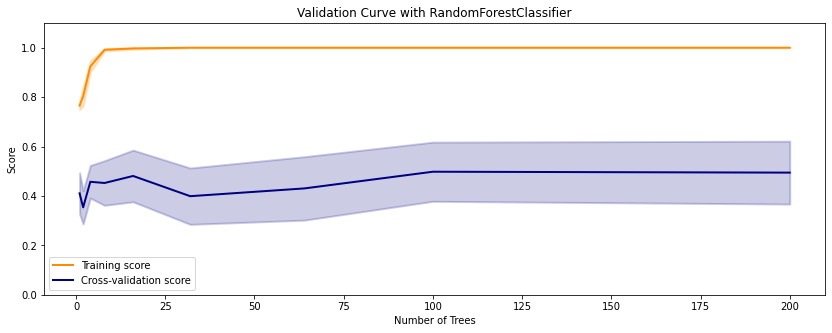 Validation Curve with RandomForestClassifier
1.0
0.8
0.6
0.4
0.2
0.0
Score
Training score
Cross-validation score
0 25 50 75 100 125 150 175 200
Number of Trees